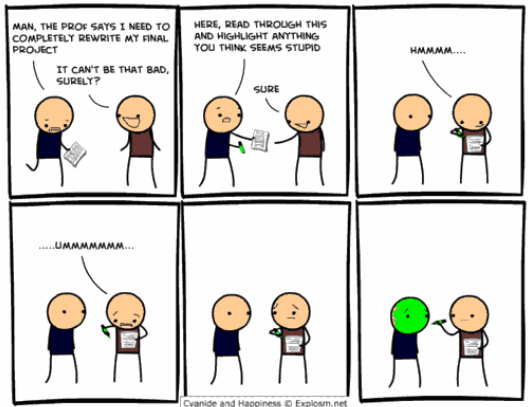 MAN, THE PROF SAYS I NEED TO
COMPLETELY REWRITE MY FINAL
PROJECT
IT CAN'T BE THAT BAD,
SURELY?
HERE, READ THROUGH THIS
AND HIGHLIGHT ANYTHING
YOU THINK SEEMS STUPID
SURE
HMMMM....
.....UMMMMMMM...
Cyanide and Happiness © Explosm.net